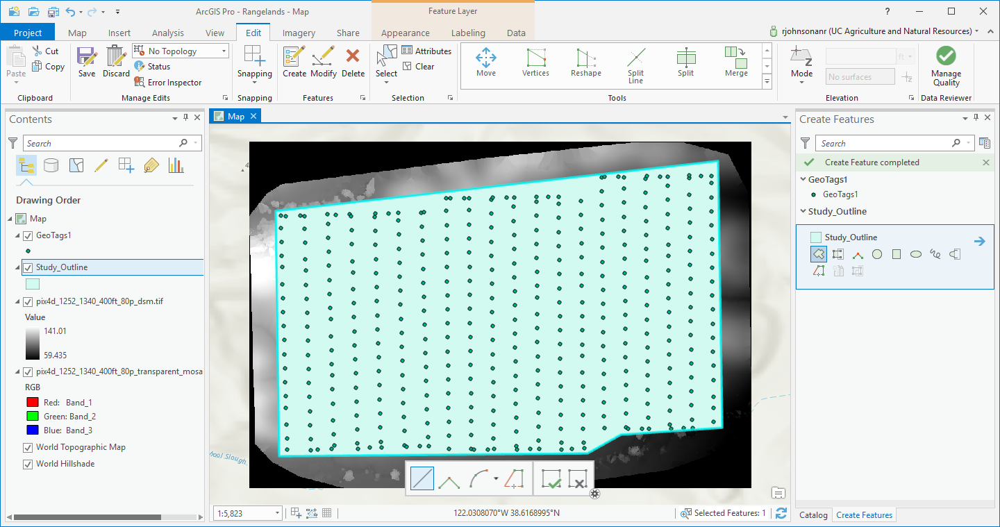 ArcGIS Pro - Rangelands - Map
Feature Layer
?
Project
Map
Insert
Analysis
View
Edit
Imagery
Share
Appearance
Labeling
Data
rjohnsonanr (UC Agriculture and Natural Resources)
Paste
Cut
Copy
Clipboard
Save
Discard
No Topology
Status
Error Inspector
Manage Edits
Snapping
Snapping
Create
Modify
Delete
Features
Select
Attributes
Clear
Selection
Move
Vertices
Reshape
Split
Line
Split
Merge
Tools
Mode
ft
No surfaces
Elevation
Manage
Quality
Data Reviewer
Contents
Search
Drawing Order
Map
GeoTags1
Study_Outline
pix4d_1252_1340_400ft_80p_dsm.tif
Value
141.01
59.435
pix4d_1252_1340_400ft_80p_transparent_mosa
RGB
Red: Band_1
Green: Band_2
Blue: Band_3
World Topographic Map
World Hillshade
Map
hool Slough
1:5,823
122.0308070°W 38.6168995°N
Selected Features: 1
Create Features
Search
Create Feature completed
GeoTags1
GeoTags1
Study_Outline
Study_Outline
Catalog
Create Features